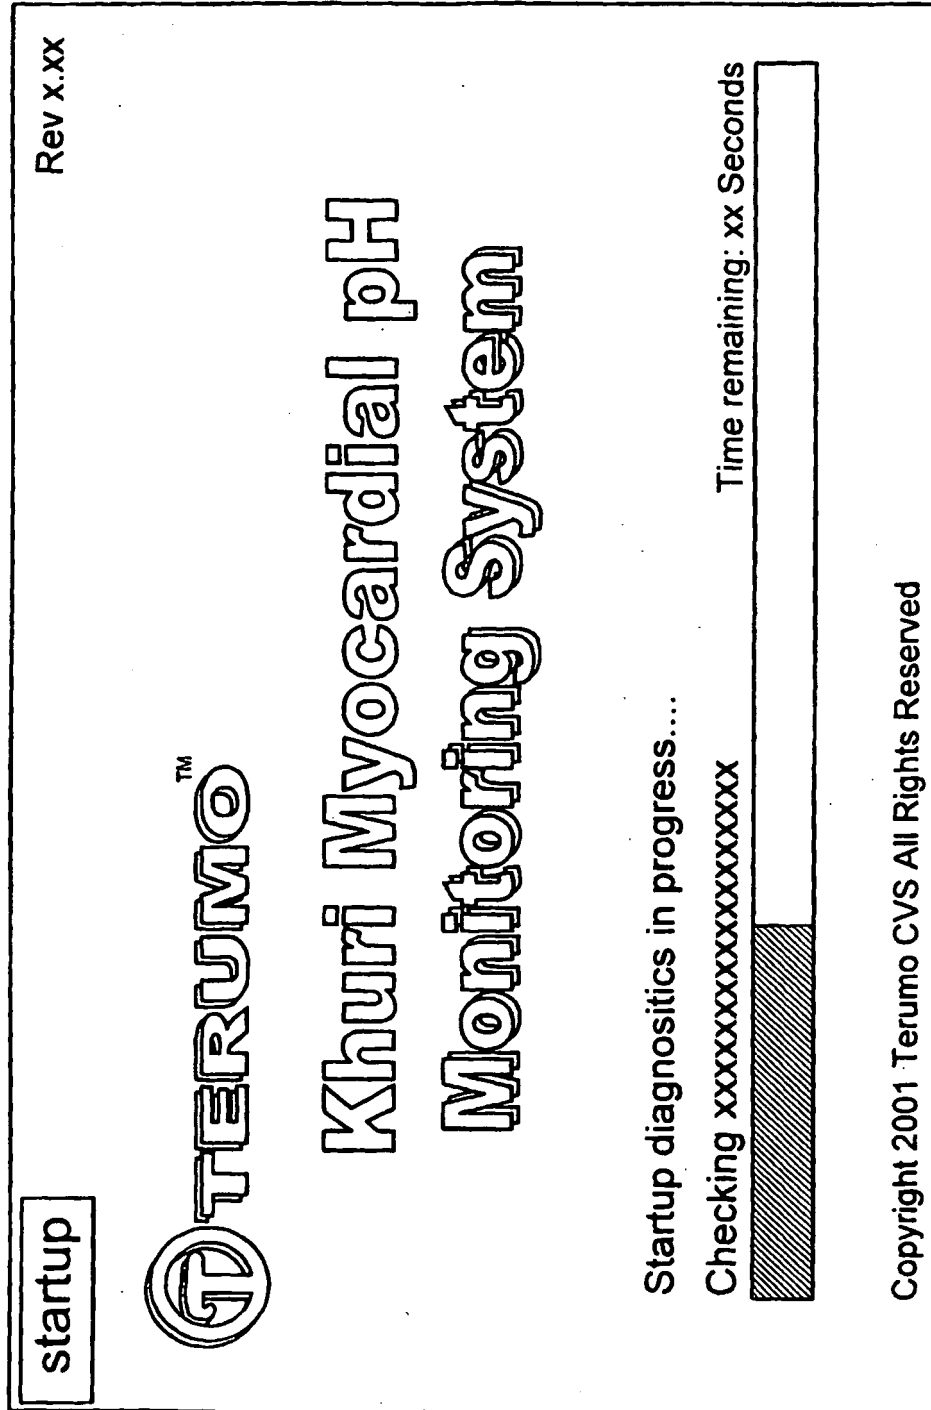 startup
Rev x.xx
TERUMO™
Khuri Myocardial pH
Monitoring System
Startup diagnositics in progress....
Checking xxxxxxxxxxxxxxxxxx
Time remaining: xx Seconds
Copyright 2001 Terumo CVS All Rights Reserved